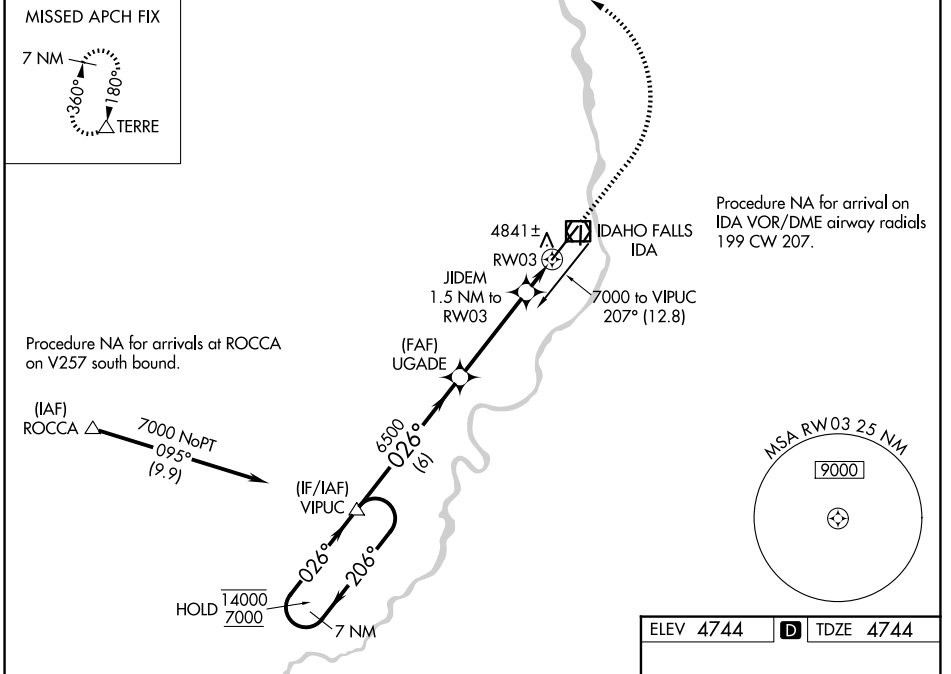 MISSED APCH FIX
7 NM
360°
180°
TERRE
Procedure NA for arrival on
IDA VOR/DME airway radials
199 CW 207.
4841±
IDAHO FALLS
IDA
RW03
JIDEM
1.5 NM to
RW03
7000 to VIPUC
207° (12.8)
(FAF)
UGADE
Procedure NA for arrivals at ROCCA
on V257 south bound.
(IAF)
ROCCA
7000 NoPT
095°
(9.9)
6500
026°
(6)
(IF/IAF)
VIPUC
026°
206°
HOLD
14000
7000
7 NM
MSA RW03 25 NM
9000
ELEV 4744
D
TDZE 4744